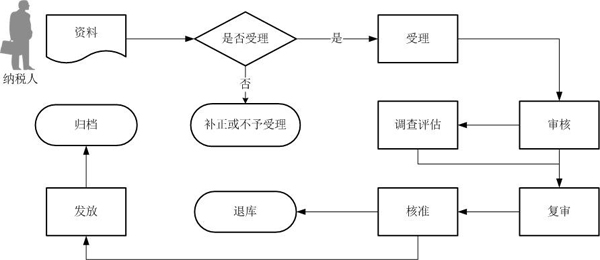 资料
是否受理
是
受理
纳税人
否
归档
补正或不予受理
调查评估
审核
发放
退库
核准
复审